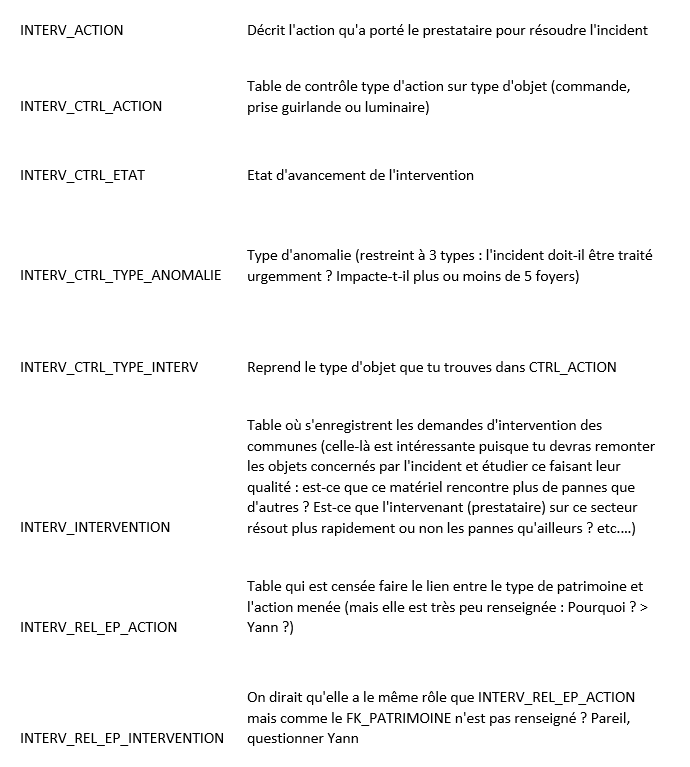 INTERV_ACTION
Décrit l'action qu'a porté le prestataire pour résoudre l'incident
INTERV_CTRL_ACTION
Table de contrôle type d'action sur type d'objet (commande,
prise guirlande ou luminaire)
INTERV_CTRL_ETAT
Etat d'avancement de l'intervention
INTERV_CTRL_TYPE_ANOMALIE
Type d'anomalie (restreint à 3 types : l'incident doit-il être traité
urgemment ? Impacte-t-il plus ou moins de 5 foyers)
INTERV_CTRL_TYPE_INTERV
Reprend le type d'objet que tu trouves dans CTRL_ACTION
INTERV_INTERVENTION
Table où s'enregistrent les demandes d'intervention des
communes (celle-là est intéressante puisque tu devras remonter
les objets concernés par l'incident et étudier ce faisant leur
qualité : est-ce que ce matériel rencontre plus de pannes que
d'autres ? Est-ce que l'intervenant (prestataire) sur ce secteur
résout plus rapidement ou non les pannes qu'ailleurs ? etc....)
INTERV_REL_EP_ACTION
Table qui est censée faire le lien entre le type de patrimoine et
l'action menée (mais elle est très peu renseignée : Pourquoi ? >
Yann ?)
INTERV_REL_EP_INTERVENTION
On dirait qu'elle a le même rôle que INTERV_REL_EP_ACTION
mais comme le FK_PATRIMOINE n'est pas renseigné ? Pareil,
questionner Yann